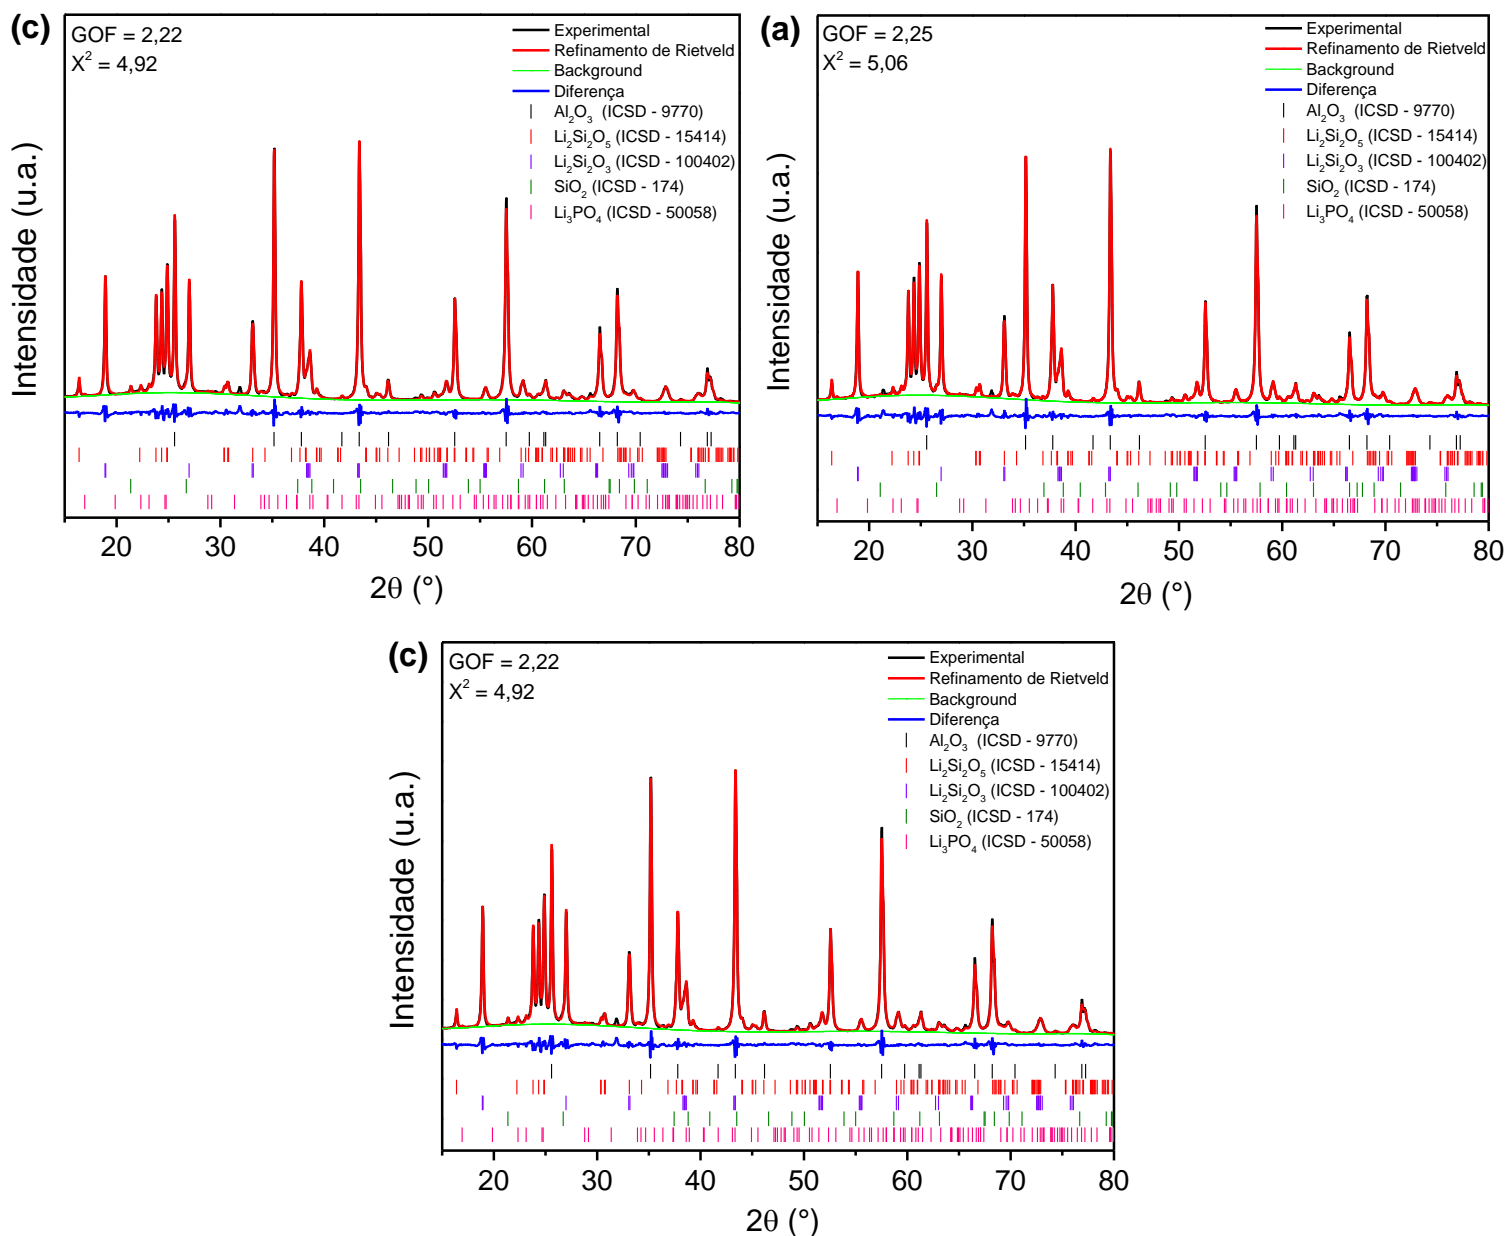 (c)
GOF = 2,22
X² = 4,92
Experimental
Refinamento de Rietveld
Background
Diferença
Al₂O₃ (ICSD - 9770)
Li₂Si₂O₅ (ICSD - 15414)
Li₂Si₂O₃ (ICSD - 100402)
SiO₂ (ICSD - 174)
Li₃PO₄ (ICSD - 50058)
Intensidade (u.a.)
20 30 40 50 60 70 80
2θ (°)
(a)
GOF = 2,25
X² = 5,06
Experimental
Refinamento de Rietveld
Background
Diferença
Al₂O₃ (ICSD - 9770)
Li₂Si₂O₅ (ICSD - 15414)
Li₂Si₂O₃ (ICSD - 100402)
SiO₂ (ICSD - 174)
Li₃PO₄ (ICSD - 50058)
Intensidade (u.a.)
20 30 40 50 60 70 80
2θ (°)
(c)
GOF = 2,22
X² = 4,92
Experimental
Refinamento de Rietveld
Background
Diferença
Al₂O₃ (ICSD - 9770)
Li₂Si₂O₅ (ICSD - 15414)
Li₂Si₂O₃ (ICSD - 100402)
SiO₂ (ICSD - 174)
Li₃PO₄ (ICSD - 50058)
Intensidade (u.a.)
20 30 40 50 60 70 80
2θ (°)